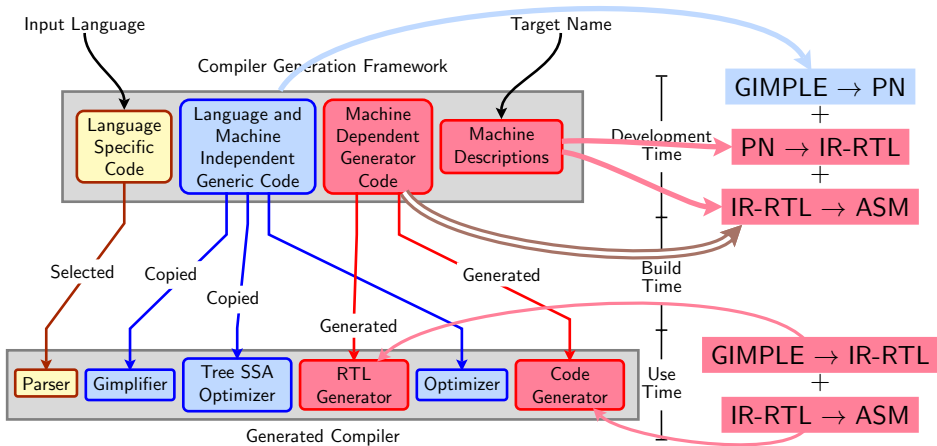 Input Language
Target Name
Compiler Generation Framework
Language
Specific
Code
Language and
Machine
Independent
Generic Code
Machine
Dependent
Generator
Code
Machine
Descriptions
Development
Time
GIMPLE → PN
+
PN → IR-RTL
+
IR-RTL → ASM
Selected
Copied
Copied
Generated
Generated
Build
Time
Parser
Gimplifier
Tree SSA
Optimizer
RTL
Generator
Optimizer
Code
Generator
Use
Time
GIMPLE → IR-RTL
+
IR-RTL → ASM
Generated Compiler